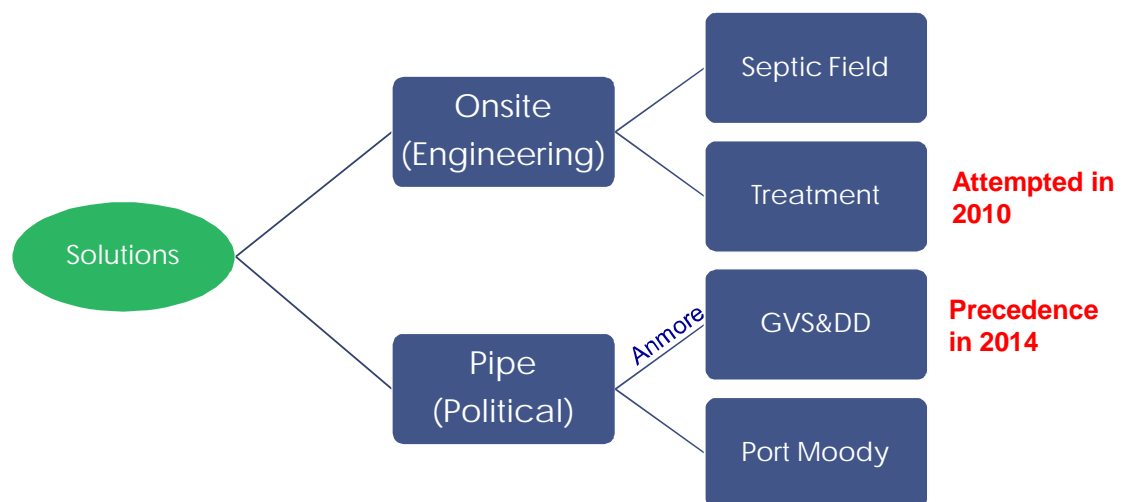 Solutions
Onsite
(Engineering)
Septic Field
Treatment
Attempted in
2010
Pipe
(Political)
Anmore
GVS&DD
Precedence
in 2014
Port Moody